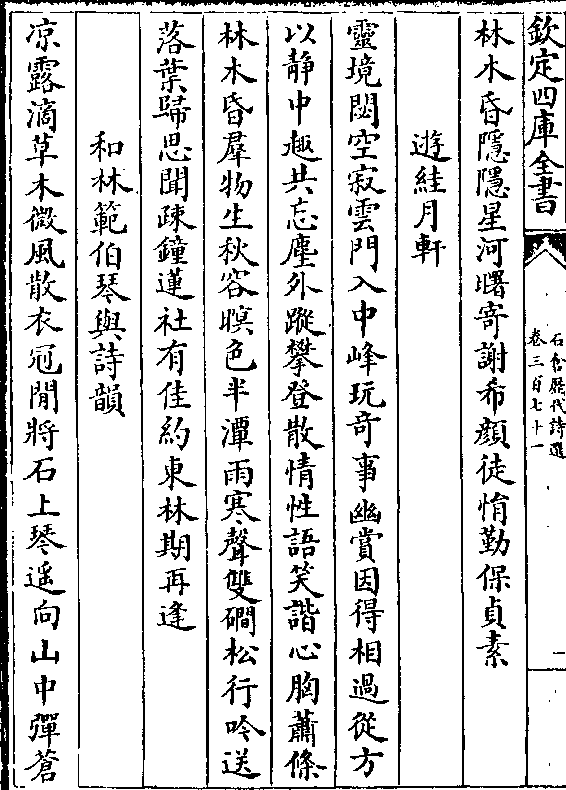 欽定四庫全書
石倉歷代詩選
卷三百七十一
一
林木昏隱隱星河曙寄謝希顔徒惰勤保貞素
遊絓月軒
靈境閟空寂雲門入中峰玩竒事幽賞因得相過從方
以静中趣共忘塵外蹤攀登散情性語笑諧心胸蕭條
林木昏羣物生秋容暝色半潭雨寒聲雙磵松行吟送
落葉歸思聞疎鐘蓮社有佳約東林期再逢
和林範伯琴與詩韻
凉露滴草木微風散衣冠閒將石上琴遥向山中彈蒼